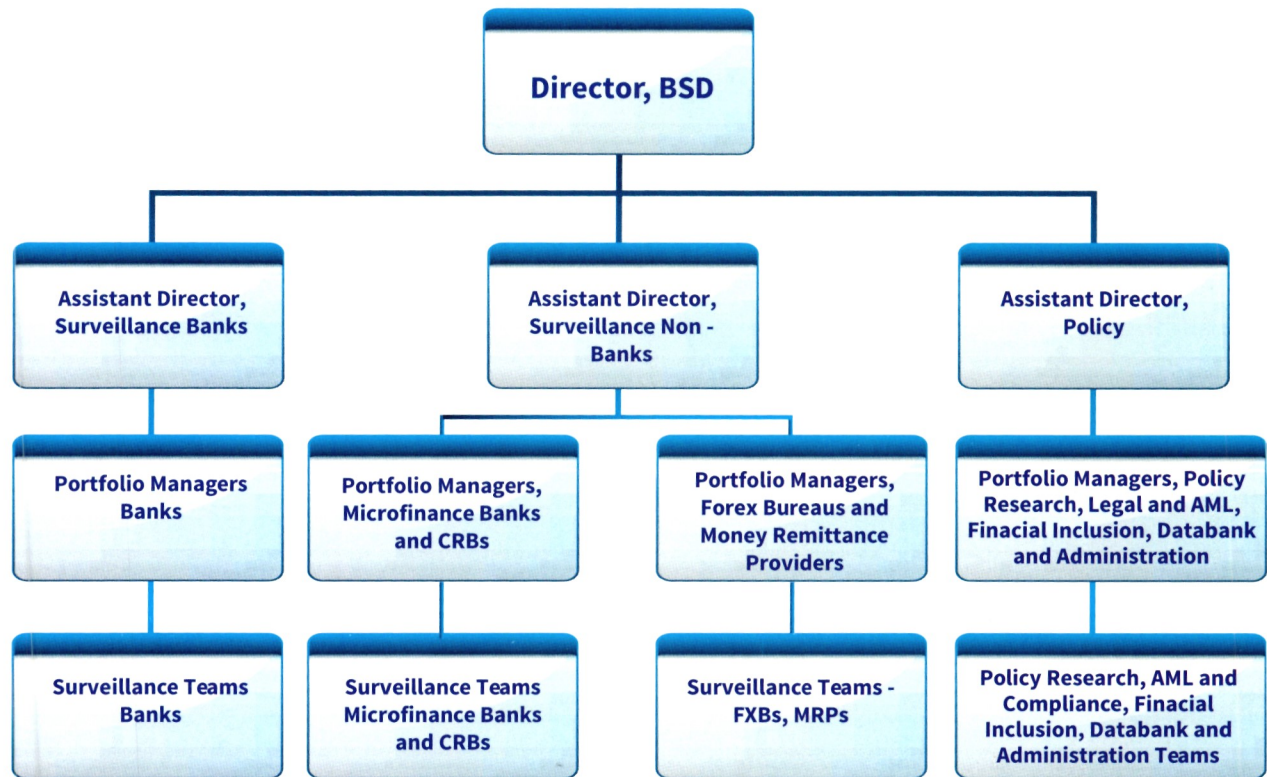 Director, BSD
Assistant Director,
Surveillance Banks
Assistant Director,
Surveillance Non -
Banks
Assistant Director,
Policy
Portfolio Managers
Banks
Portfolio Managers,
Microfinance Banks
and CRBs
Portfolio Managers,
Forex Bureaus and
Money Remittance
Providers
Portfolio Managers, Policy
Research, Legal and AML,
Finacial Inclusion, Databank
and Administration
Surveillance Teams
Banks
Surveillance Teams
Microfinance Banks
and CRBs
Surveillance Teams -
FXBs, MRPs
Policy Research, AML and
Compliance, Finacial
Inclusion, Databank and
Administration Teams